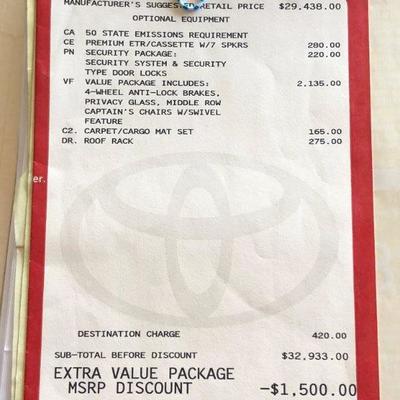 MANUFACTURER'S SUGGESTED RETAIL PRICE $29,438.00
OPTIONAL EQUIPMENT
CA 50 STATE EMISSIONS REQUIREMENT
CE PREMIUM ETR/CASSETTE W/7 SPKRS 280.00
PN SECURITY PACKAGE: 220.00
SECURITY SYSTEM & SECURITY
TYPE DOOR LOCKS
VF VALUE PACKAGE INCLUDES: 2,135.00
4-WHEEL ANTI-LOCK BRAKES,
PRIVACY GLASS, MIDDLE ROW
CAPTAIN'S CHAIRS W/SWIVEL
FEATURE
C2. CARPET/CARGO MAT SET 165.00
DR. ROOF RACK 275.00
er.
DESTINATION CHARGE 420.00
SUB-TOTAL BEFORE DISCOUNT $32,933.00
EXTRA VALUE PACKAGE
MSRP DISCOUNT -$1,500.00